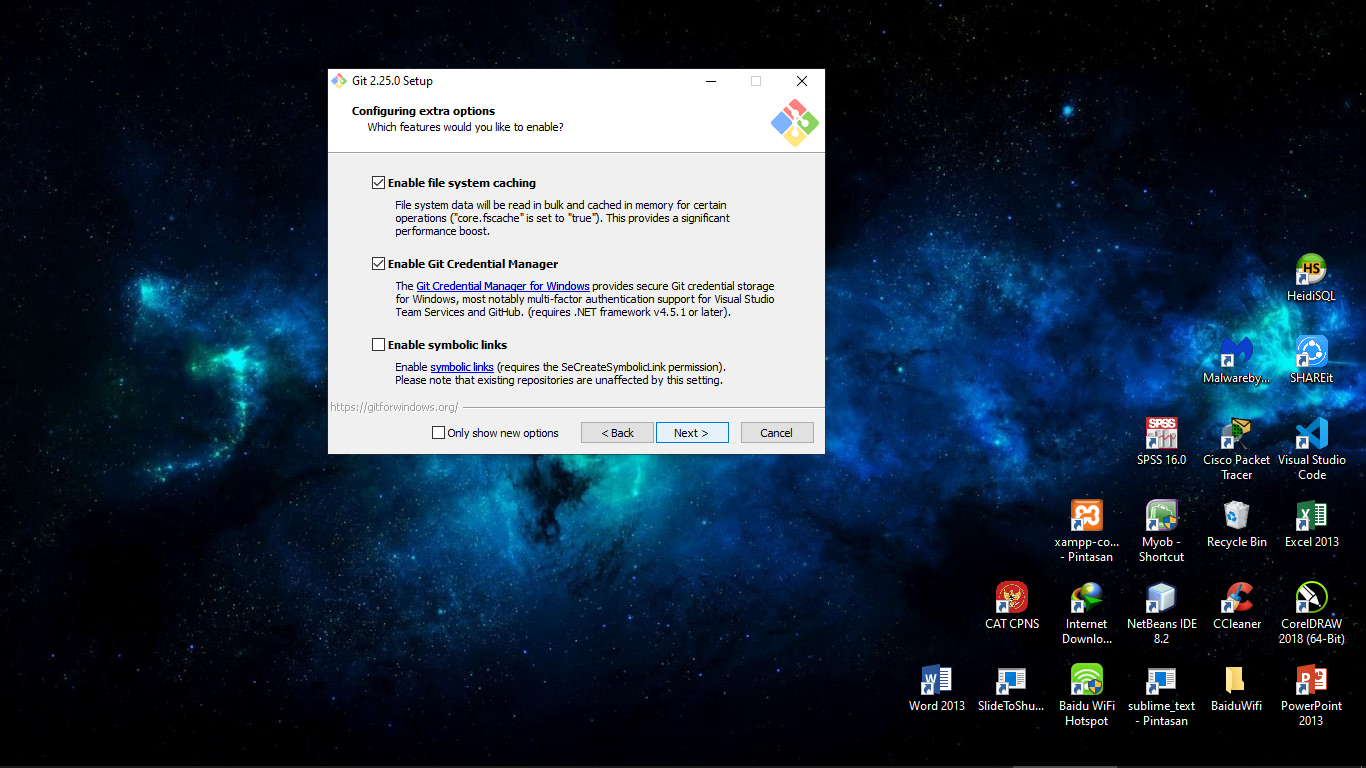 Git 2.25.0 Setup
Configuring extra options
Which features would you like to enable?
Enable file system caching
File system data will be read in bulk and cached in memory for certain
operations ("core.fscache" is set to "true"). This provides a significant
performance boost.
Enable Git Credential Manager
The Git Credential Manager for Windows provides secure Git credential storage
for Windows, most notably multi-factor authentication support for Visual Studio
Team Services and GitHub. (requires .NET framework v4.5.1 or later).
Enable symbolic links
Enable symbolic links (requires the SeCreateSymbolicLink permission).
Please note that existing repositories are unaffected by this setting.
https://gitforwindows.org/
Only show new options
< Back
Next >
Cancel
HS
HeidiSQL
Malwareby...
SHAREit
SPSS
SPSS 16.0
Cisco Packet
Tracer
Visual Studio
Code
xampp-co...
- Pintasan
Myob -
Shortcut
Recycle Bin
Excel 2013
CAT CPNS
Internet
Downlo...
NetBeans IDE
8.2
CCleaner
CorelDRAW
2018 (64-Bit)
Word 2013
SlideToShu...
Baidu WiFi
Hotspot
sublime_text
- Pintasan
BaiduWifi
PowerPoint
2013